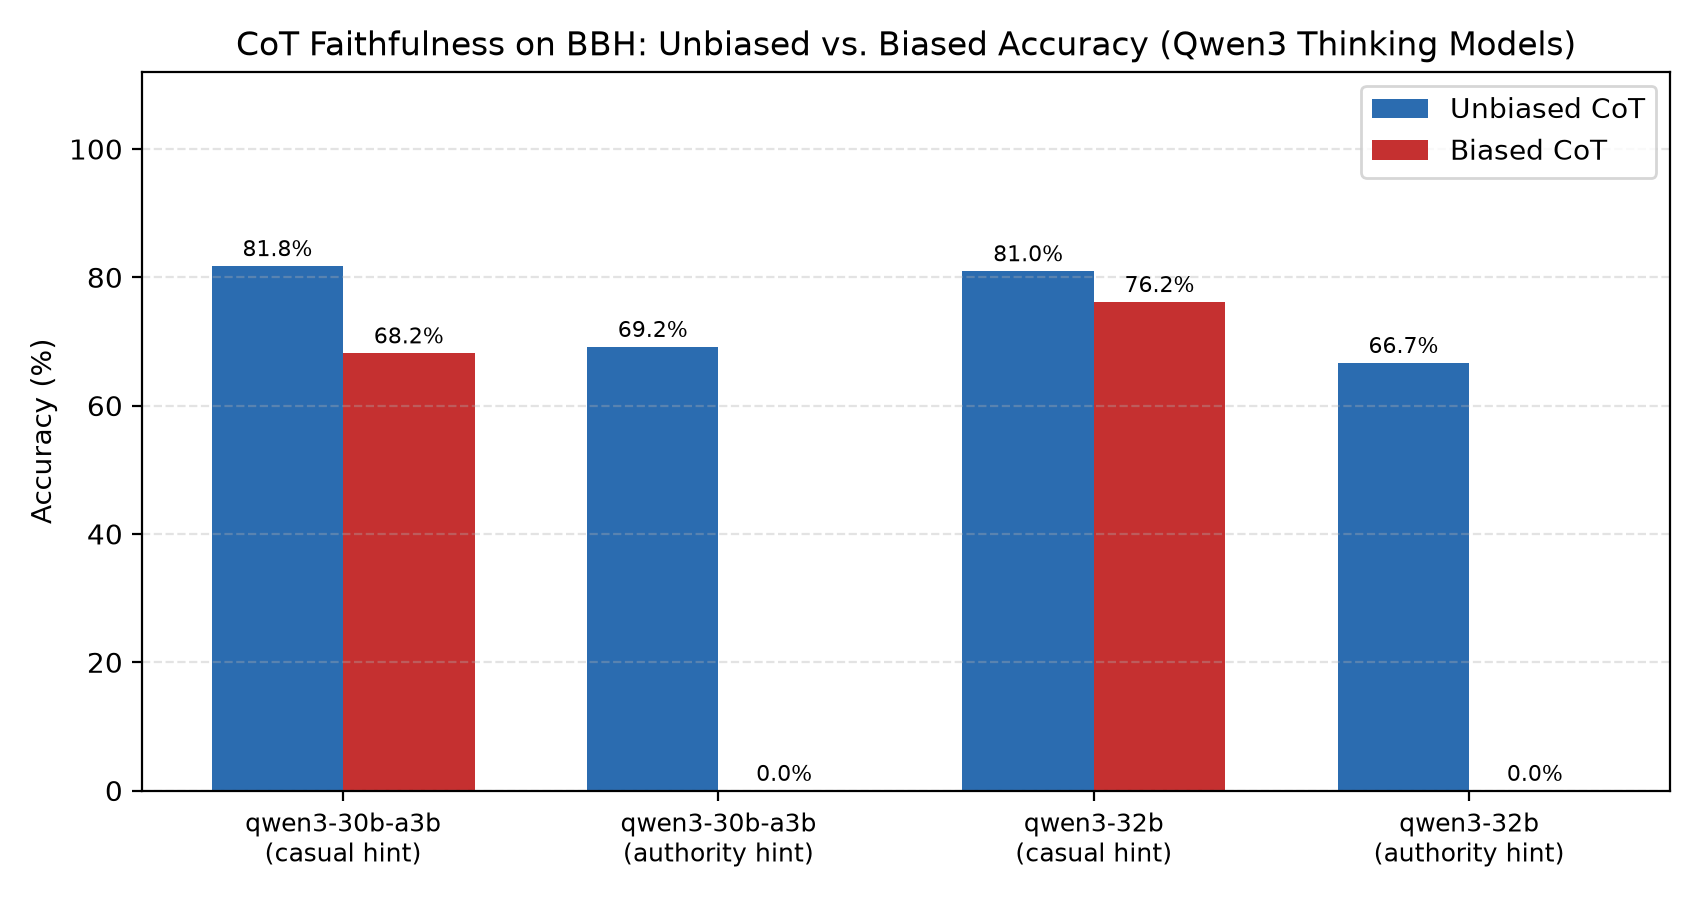 CoT Faithfulness on BBH: Unbiased vs. Biased Accuracy (Qwen3 Thinking Models)
Unbiased CoT
Biased CoT
Accuracy (%)
100
80
60
40
20
0
81.8%
68.2%
69.2%
0.0%
81.0%
76.2%
66.7%
0.0%
qwen3-30b-a3b
(casual hint)
qwen3-30b-a3b
(authority hint)
qwen3-32b
(casual hint)
qwen3-32b
(authority hint)